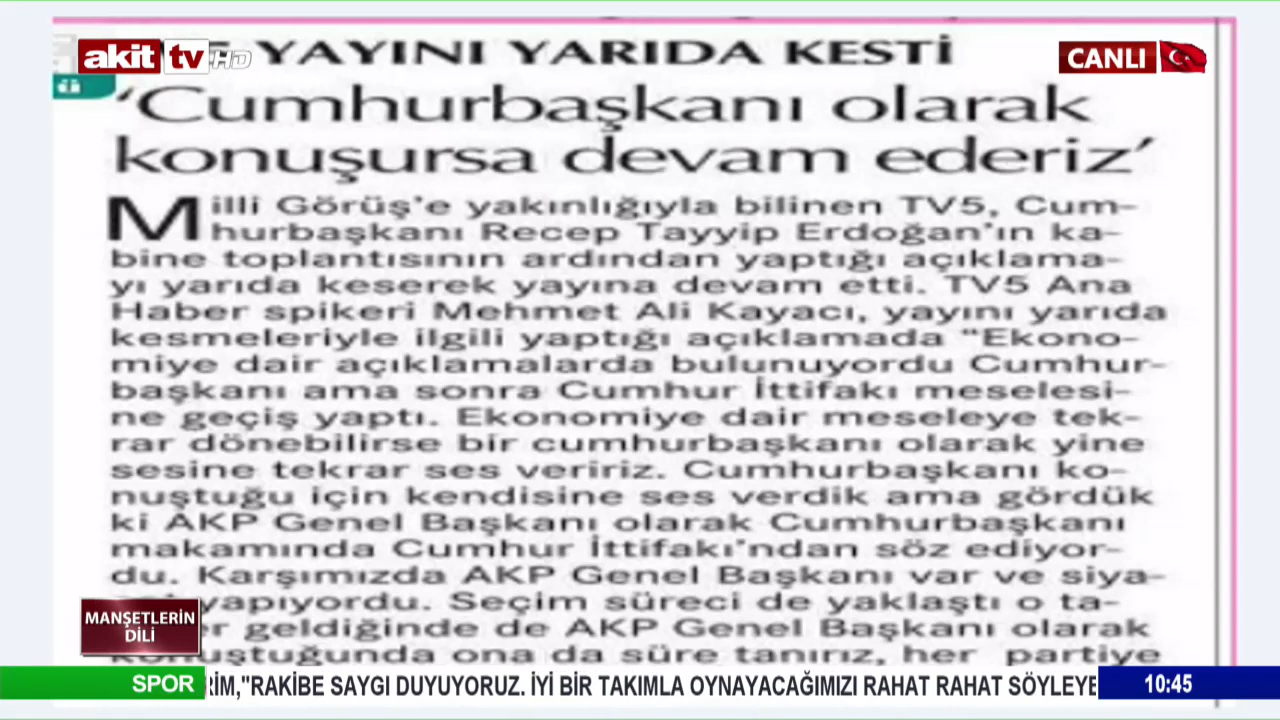 akit tv HD
CANLI
YAYINI YARIDA KESTİ
'Cumhurbaşkanı olarak
konuşursa devam ederiz'
Milli Görüş'e yakınlığıyla bilinen TV5, Cum-
hurbaşkanı Recep Tayyip Erdoğan'ın ka-
bine toplantısının ardından yaptığı açıklama-
yı yarıda keserek yayına devam etti. TV5 Ana
Haber spikeri Mehmet Ali Kayacı, yayını yarıda
kesmeleriyle ilgili yaptığı açıklamada "Ekono-
miye dair açıklamalarda bulunuyordu Cumhur-
başkanı ama sonra Cumhur İttifakı meselesi-
ne geçiş yaptı. Ekonomiye dair meseleye tek-
rar dönebilirse bir cumhurbaşkanı olarak yine
sesine tekrar ses veririz. Cumhurbaşkanı ko-
nuştuğu için kendisine ses verdik ama gördük
ki AKP Genel Başkanı olarak Cumhurbaşkanı
makamında Cumhur İttifakı'ndan söz ediyor-
du. Karşımızda AKP Genel Başkanı var ve siya-
yapıyordu. Seçim süreci de yaklaştı o ta-
geldiğinde de AKP Genel Başkanı olarak
konuştuğunda ona da süre tanırız, her partiye
MANŞETLERİN
DİLİ
SPOR
RİM,"RAKİBE SAYGI DUYUYORUZ. İYİ BİR TAKIMLA OYNAYACAĞIMIZI RAHAT RAHAT SÖYLEYE
10:45